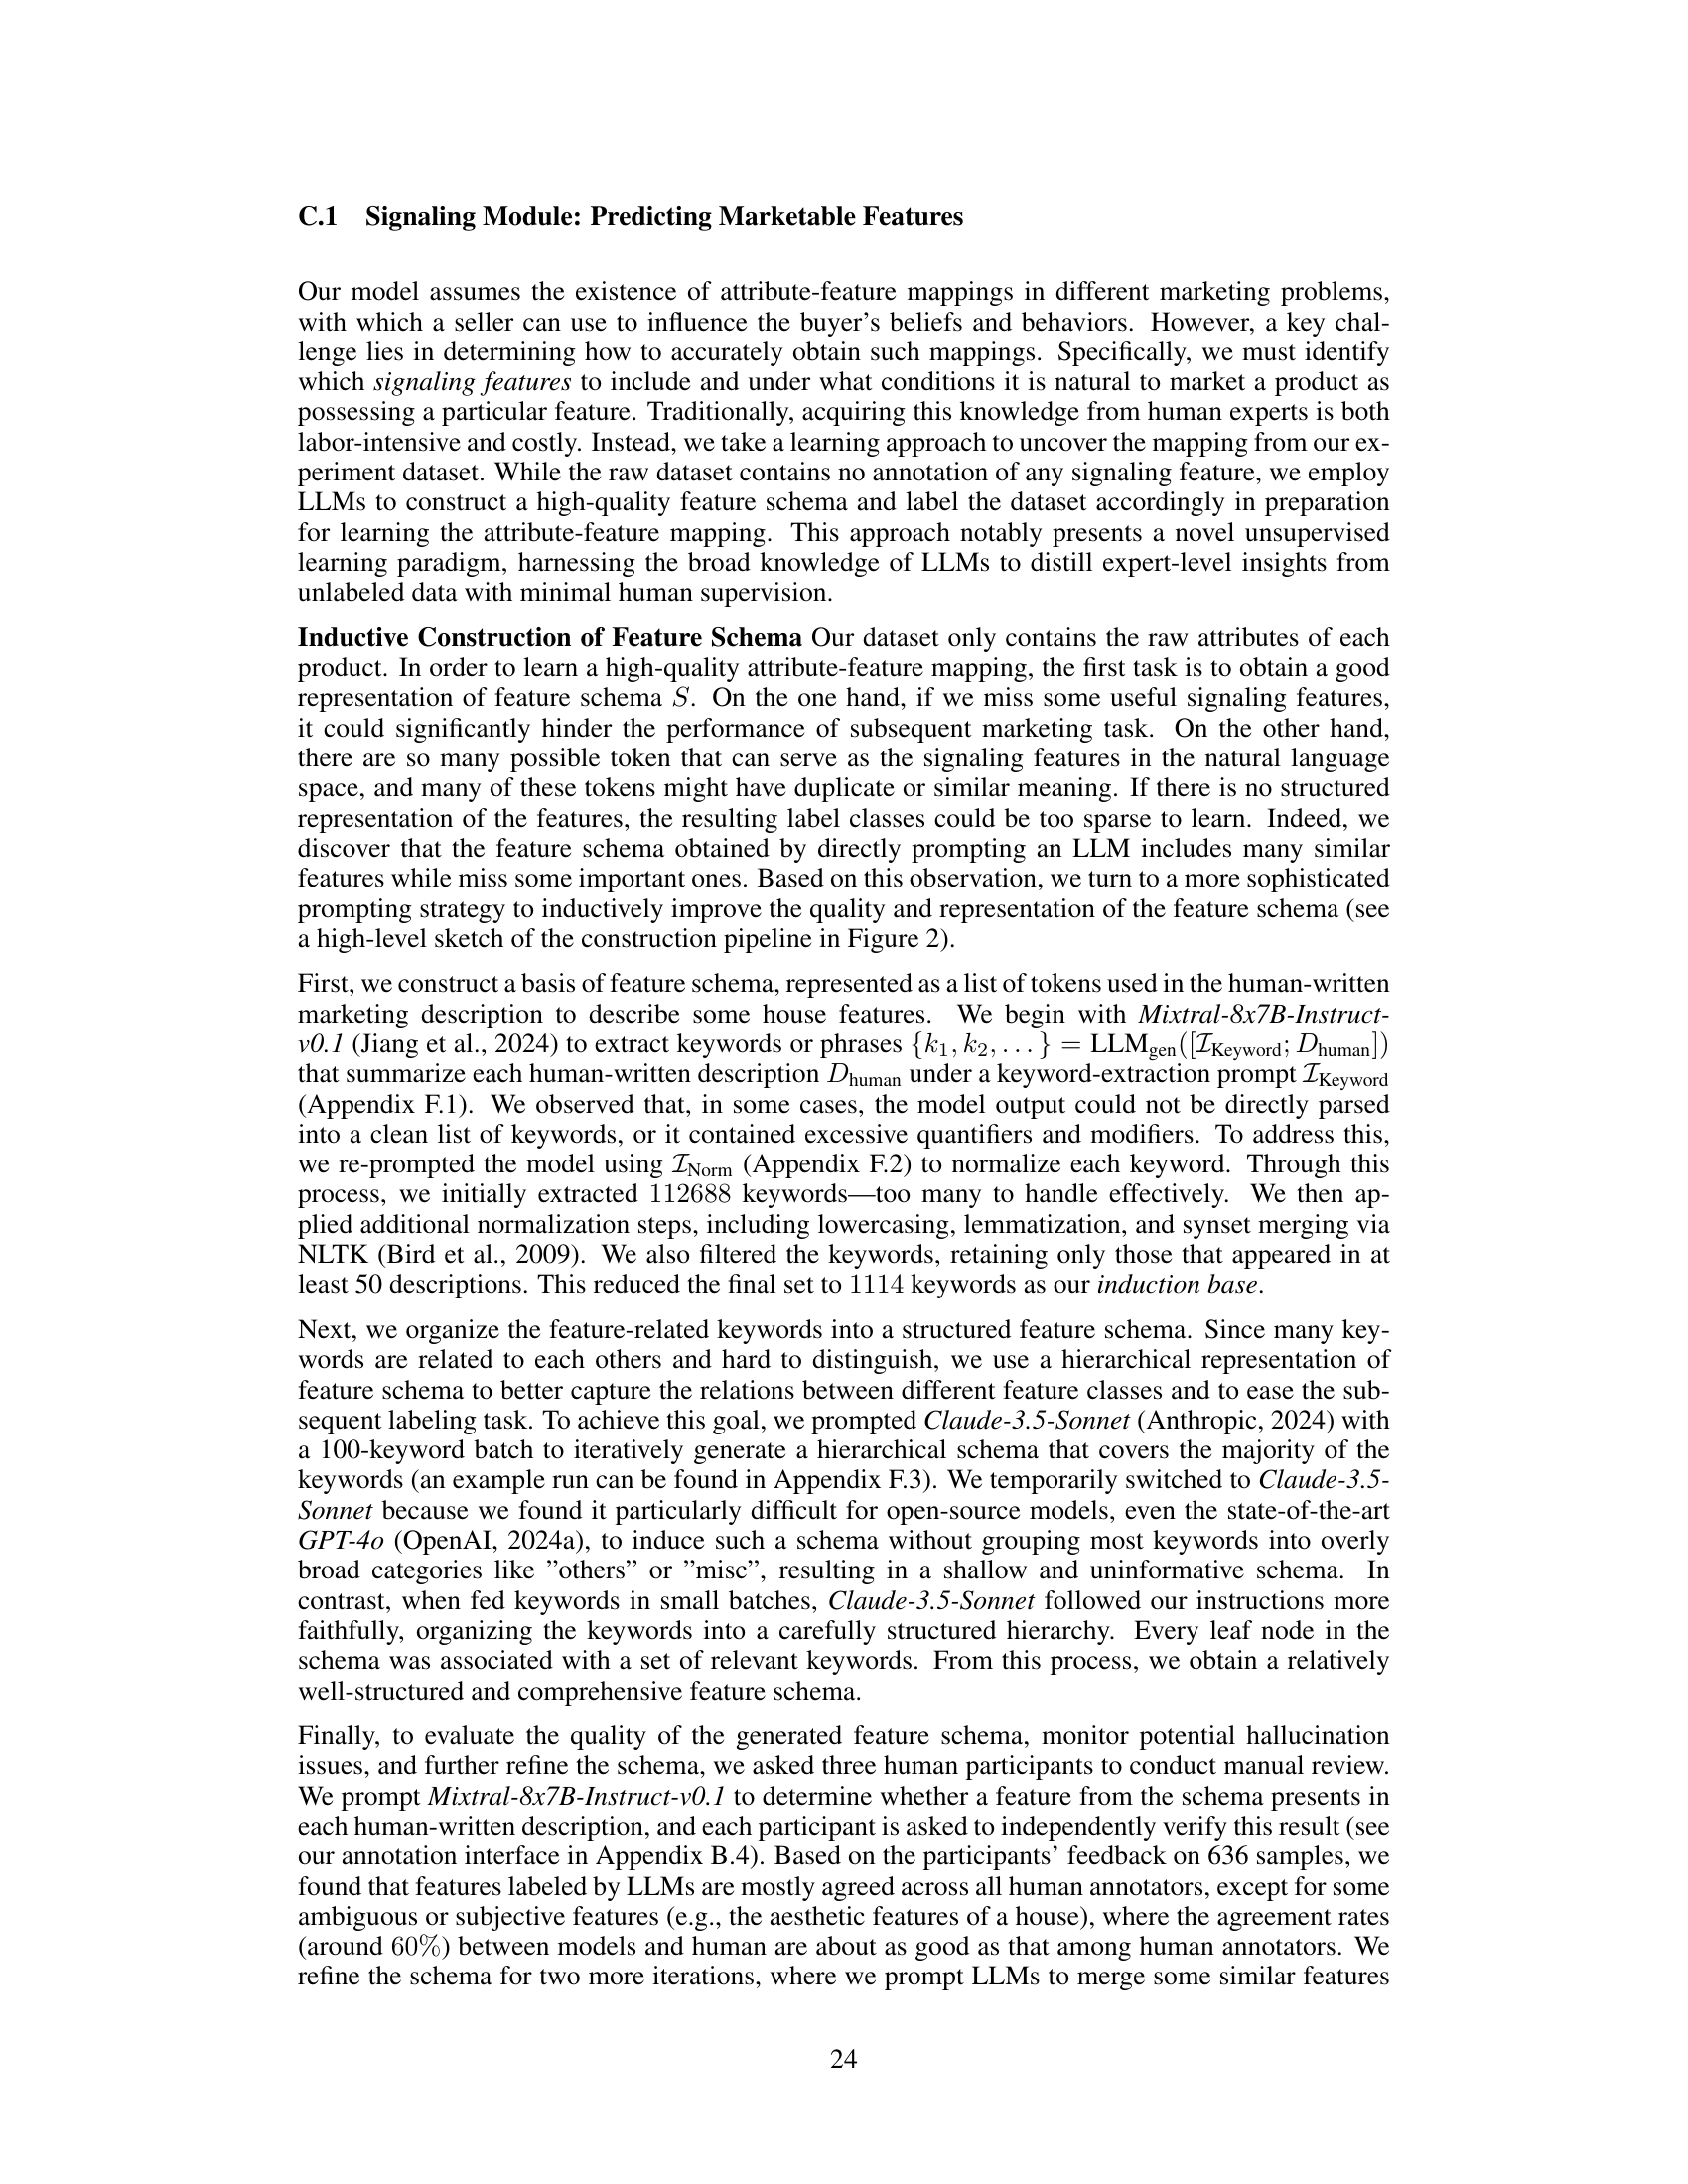 C.1 Signaling Module: Predicting Marketable Features
Our model assumes the existence of attribute-feature mappings in different marketing problems,
with which a seller can use to influence the buyer's beliefs and behaviors. However, a key chal-
lenge lies in determining how to accurately obtain such mappings. Specifically, we must identify
which signaling features to include and under what conditions it is natural to market a product as
possessing a particular feature. Traditionally, acquiring this knowledge from human experts is both
labor-intensive and costly. Instead, we take a learning approach to uncover the mapping from our ex-
periment dataset. While the raw dataset contains no annotation of any signaling feature, we employ
LLMs to construct a high-quality feature schema and label the dataset accordingly in preparation
for learning the attribute-feature mapping. This approach notably presents a novel unsupervised
learning paradigm, harnessing the broad knowledge of LLMs to distill expert-level insights from
unlabeled data with minimal human supervision.
Inductive Construction of Feature Schema Our dataset only contains the raw attributes of each
product. In order to learn a high-quality attribute-feature mapping, the first task is to obtain a good
representation of feature schema S. On the one hand, if we miss some useful signaling features,
it could significantly hinder the performance of subsequent marketing task. On the other hand,
there are so many possible token that can serve as the signaling features in the natural language
space, and many of these tokens might have duplicate or similar meaning. If there is no structured
representation of the features, the resulting label classes could be too sparse to learn. Indeed, we
discover that the feature schema obtained by directly prompting an LLM includes many similar
features while miss some important ones. Based on this observation, we turn to a more sophisticated
prompting strategy to inductively improve the quality and representation of the feature schema (see
a high-level sketch of the construction pipeline in Figure 2).
First, we construct a basis of feature schema, represented as a list of tokens used in the human-written
marketing description to describe some house features. We begin with Mixtral-8x7B-Instruct-
v0.1 (Jiang et al., 2024) to extract keywords or phrases {k₁, k₂, . . . } = LLM_gen([I_Keyword; D_human])
that summarize each human-written description D_human under a keyword-extraction prompt I_Keyword
(Appendix F.1). We observed that, in some cases, the model output could not be directly parsed
into a clean list of keywords, or it contained excessive quantifiers and modifiers. To address this,
we re-prompted the model using I_Norm (Appendix F.2) to normalize each keyword. Through this
process, we initially extracted 112688 keywords—too many to handle effectively. We then ap-
plied additional normalization steps, including lowercasing, lemmatization, and synset merging via
NLTK (Bird et al., 2009). We also filtered the keywords, retaining only those that appeared in at
least 50 descriptions. This reduced the final set to 1114 keywords as our induction base.
Next, we organize the feature-related keywords into a structured feature schema. Since many key-
words are related to each others and hard to distinguish, we use a hierarchical representation of
feature schema to better capture the relations between different feature classes and to ease the sub-
sequent labeling task. To achieve this goal, we prompted Claude-3.5-Sonnet (Anthropic, 2024) with
a 100-keyword batch to iteratively generate a hierarchical schema that covers the majority of the
keywords (an example run can be found in Appendix F.3). We temporarily switched to Claude-3.5-
Sonnet because we found it particularly difficult for open-source models, even the state-of-the-art
GPT-4o (OpenAI, 2024a), to induce such a schema without grouping most keywords into overly
broad categories like ”others” or ”misc”, resulting in a shallow and uninformative schema. In
contrast, when fed keywords in small batches, Claude-3.5-Sonnet followed our instructions more
faithfully, organizing the keywords into a carefully structured hierarchy. Every leaf node in the
schema was associated with a set of relevant keywords. From this process, we obtain a relatively
well-structured and comprehensive feature schema.
Finally, to evaluate the quality of the generated feature schema, monitor potential hallucination
issues, and further refine the schema, we asked three human participants to conduct manual review.
We prompt Mixtral-8x7B-Instruct-v0.1 to determine whether a feature from the schema presents in
each human-written description, and each participant is asked to independently verify this result (see
our annotation interface in Appendix B.4). Based on the participants' feedback on 636 samples, we
found that features labeled by LLMs are mostly agreed across all human annotators, except for some
ambiguous or subjective features (e.g., the aesthetic features of a house), where the agreement rates
(around 60%) between models and human are about as good as that among human annotators. We
refine the schema for two more iterations, where we prompt LLMs to merge some similar features
24